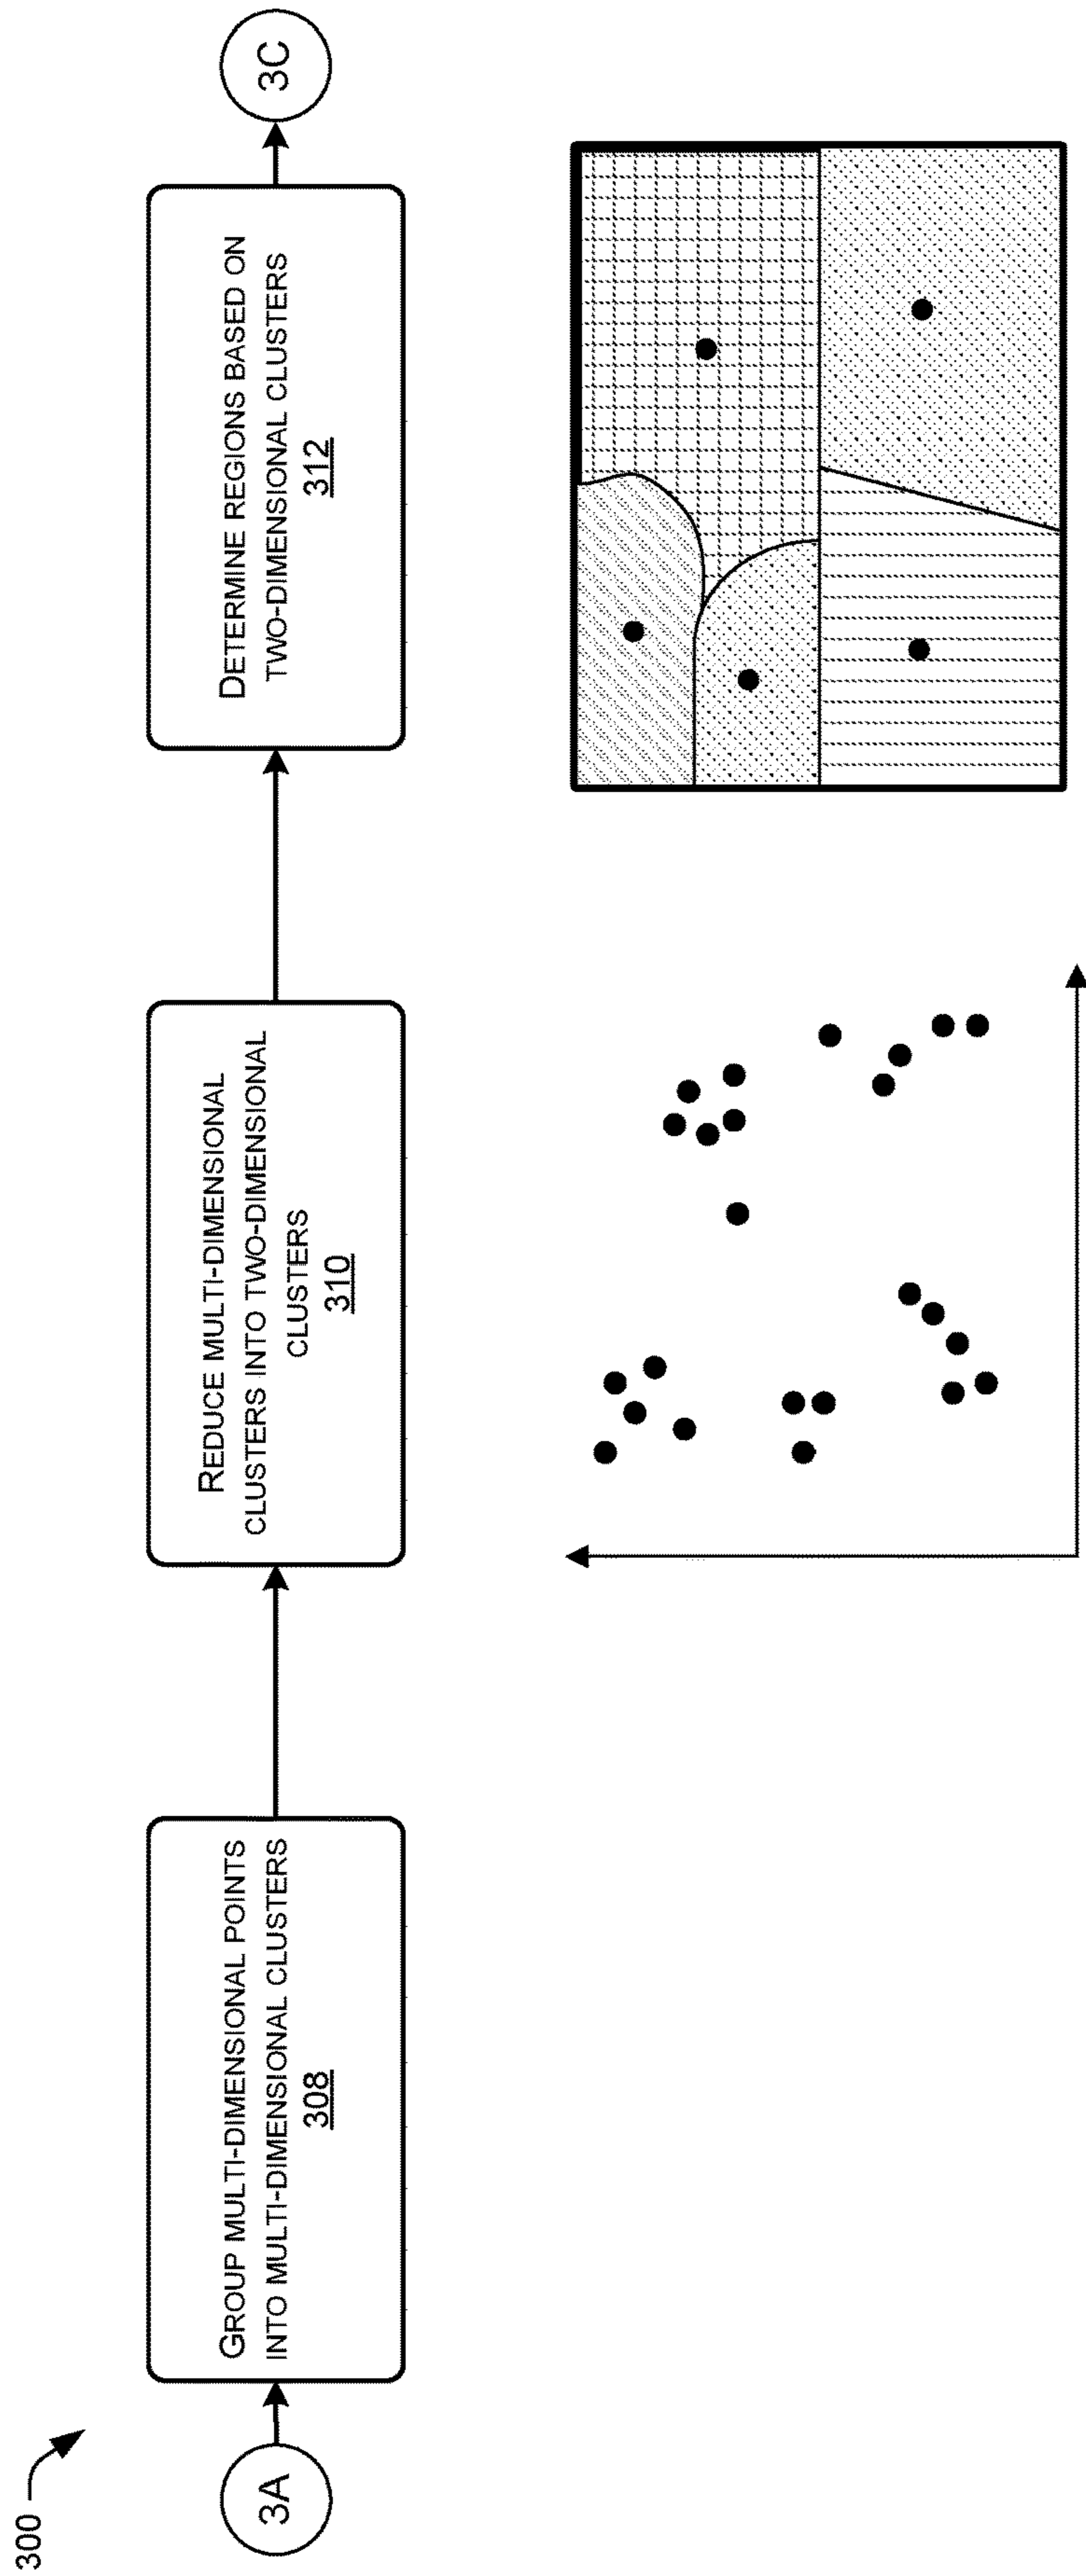 300
3A
GROUP MULTI-DIMENSIONAL POINTS
INTO MULTI-DIMENSIONAL CLUSTERS
308
REDUCE MULTI-DIMENSIONAL
CLUSTERS INTO TWO-DIMENSIONAL
CLUSTERS
310
DETERMINE REGIONS BASED ON
TWO-DIMENSIONAL CLUSTERS
312
3C